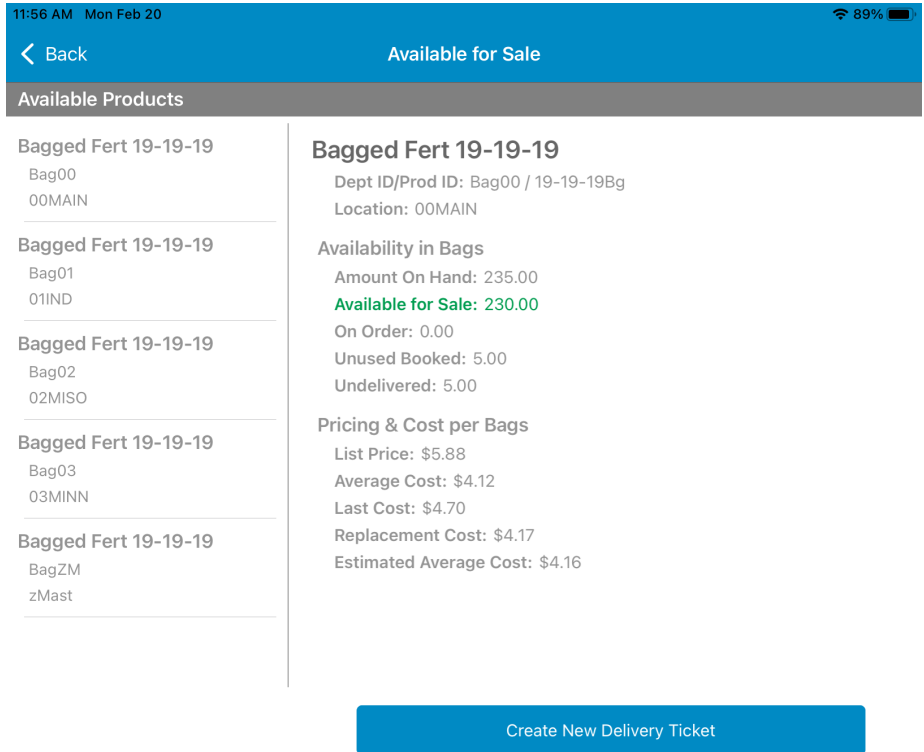 11:56 AM Mon Feb 20
89%
Back
Available for Sale
Available Products
Bagged Fert 19-19-19
Bag00
00MAIN
Bagged Fert 19-19-19
Bag01
01IND
Bagged Fert 19-19-19
Bag02
02MISO
Bagged Fert 19-19-19
Bag03
03MINN
Bagged Fert 19-19-19
BagZM
zMast
Bagged Fert 19-19-19
Dept ID/Prod ID: Bag00 / 19-19-19Bg
Location: 00MAIN
Availability in Bags
Amount On Hand: 235.00
Available for Sale: 230.00
On Order: 0.00
Unused Booked: 5.00
Undelivered: 5.00
Pricing & Cost per Bags
List Price: $5.88
Average Cost: $4.12
Last Cost: $4.70
Replacement Cost: $4.17
Estimated Average Cost: $4.16
Create New Delivery Ticket